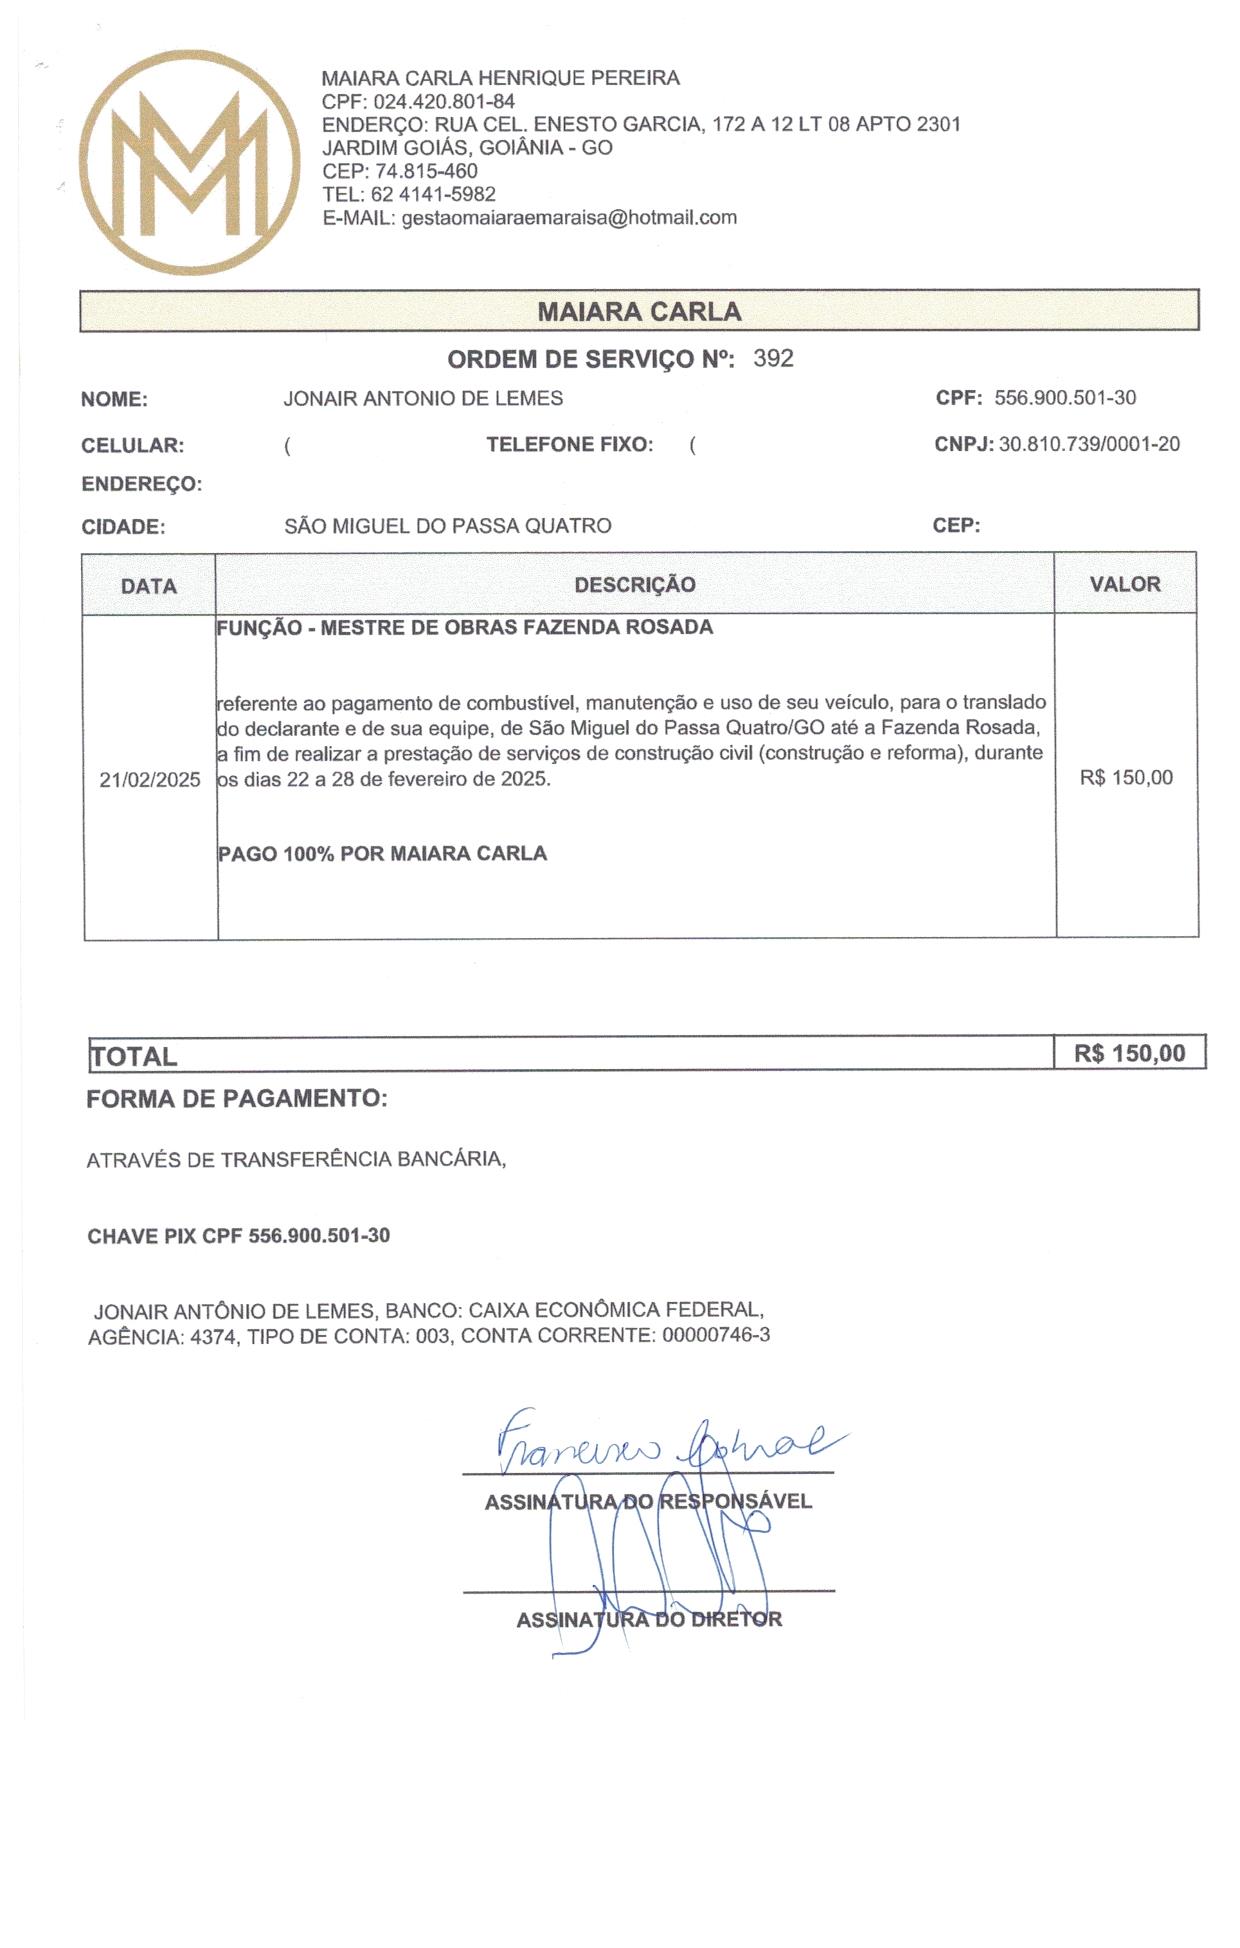 MAIARA CARLA HENRIQUE PEREIRA
CPF: 024.420.801-84
ENDERÇO: RUA CEL. ENESTO GARCIA, 172 A 12 LT 08 APTO 2301
JARDIM GOIÁS, GOIÂNIA - GO
CEP: 74.815-460
TEL: 62 4141-5982
E-MAIL: gestaomaiaraemaraisa@hotmail.com
MAIARA CARLA
ORDEM DE SERVIÇO Nº: 392
NOME: JONAIR ANTONIO DE LEMES CPF: 556.900.501-30
CELULAR: ( TELEFONE FIXO: ( CNPJ: 30.810.739/0001-20
ENDEREÇO:
CIDADE: SÃO MIGUEL DO PASSA QUATRO CEP:
DATA DESCRIÇÃO VALOR
FUNÇÃO - MESTRE DE OBRAS FAZENDA ROSADA
referente ao pagamento de combustível, manutenção e uso de seu veículo, para o translado
do declarante e de sua equipe, de São Miguel do Passa Quatro/GO até a Fazenda Rosada,
a fim de realizar a prestação de serviços de construção civil (construção e reforma), durante
21/02/2025 os dias 22 a 28 de fevereiro de 2025. R$ 150,00
PAGO 100% POR MAIARA CARLA
TOTAL R$ 150,00
FORMA DE PAGAMENTO:
ATRAVÉS DE TRANSFERÊNCIA BANCÁRIA,
CHAVE PIX CPF 556.900.501-30
JONAIR ANTÔNIO DE LEMES, BANCO: CAIXA ECONÔMICA FEDERAL,
AGÊNCIA: 4374, TIPO DE CONTA: 003, CONTA CORRENTE: 00000746-3
ASSINATURA DO RESPONSÁVEL
ASSINATURA DO DIRETOR